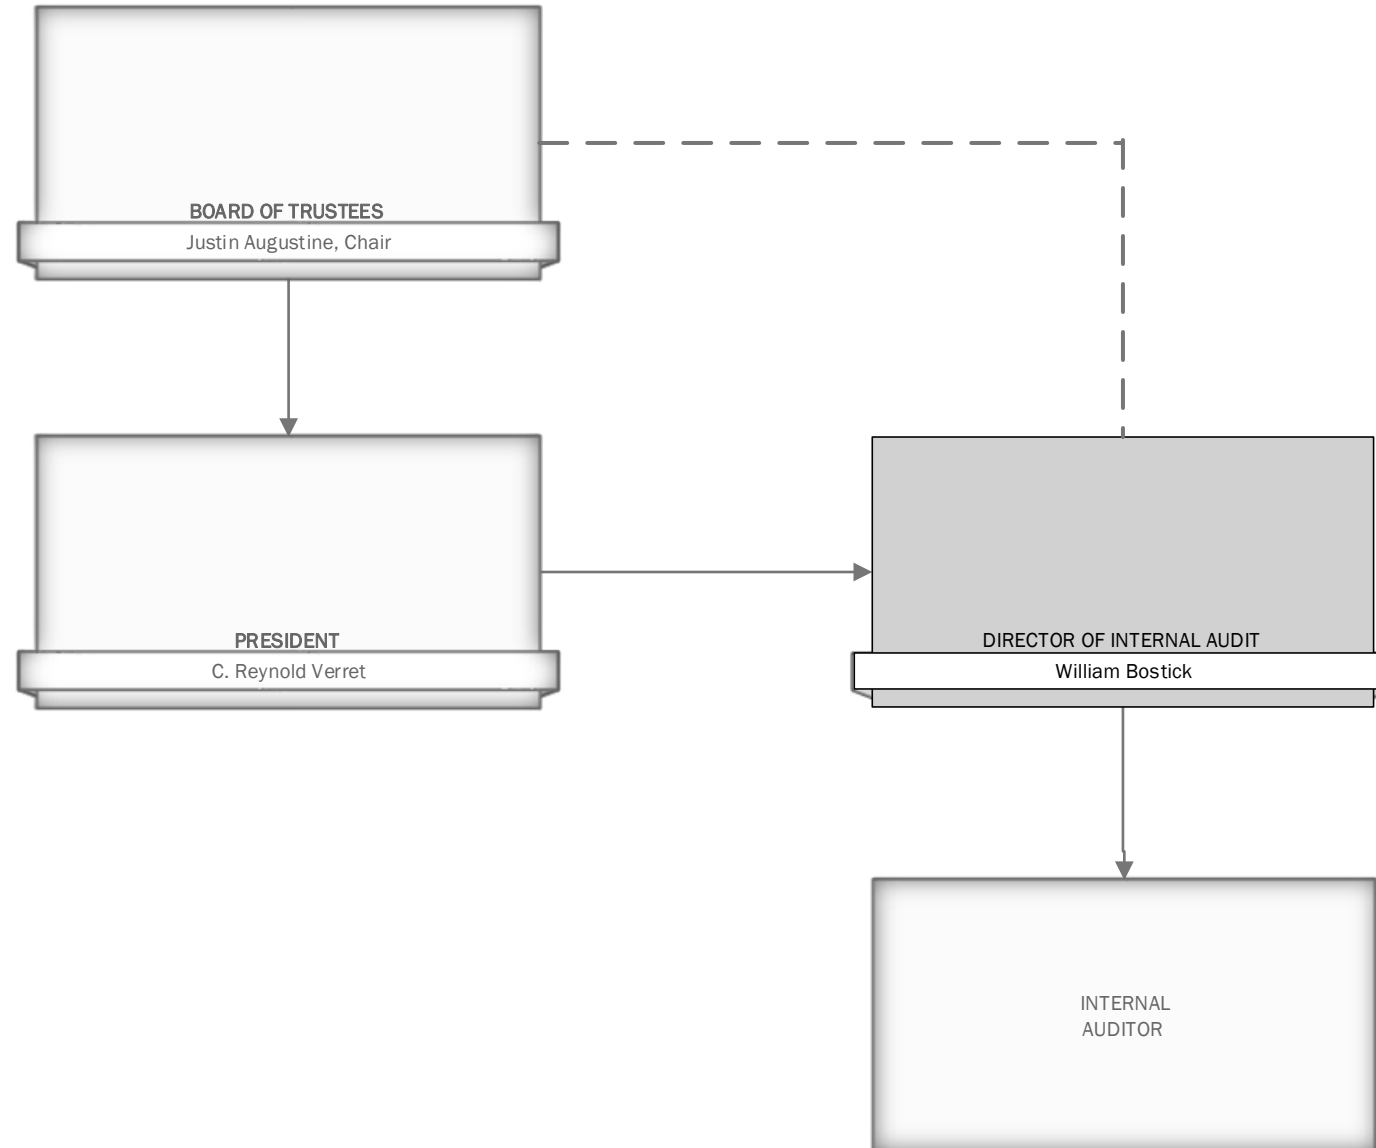 BOARD OF TRUSTEES
Justin Augustine, Chair
PRESIDENT
C. Reynold Verret
DIRECTOR OF INTERNAL AUDIT
William Bostick
INTERNAL
AUDITOR